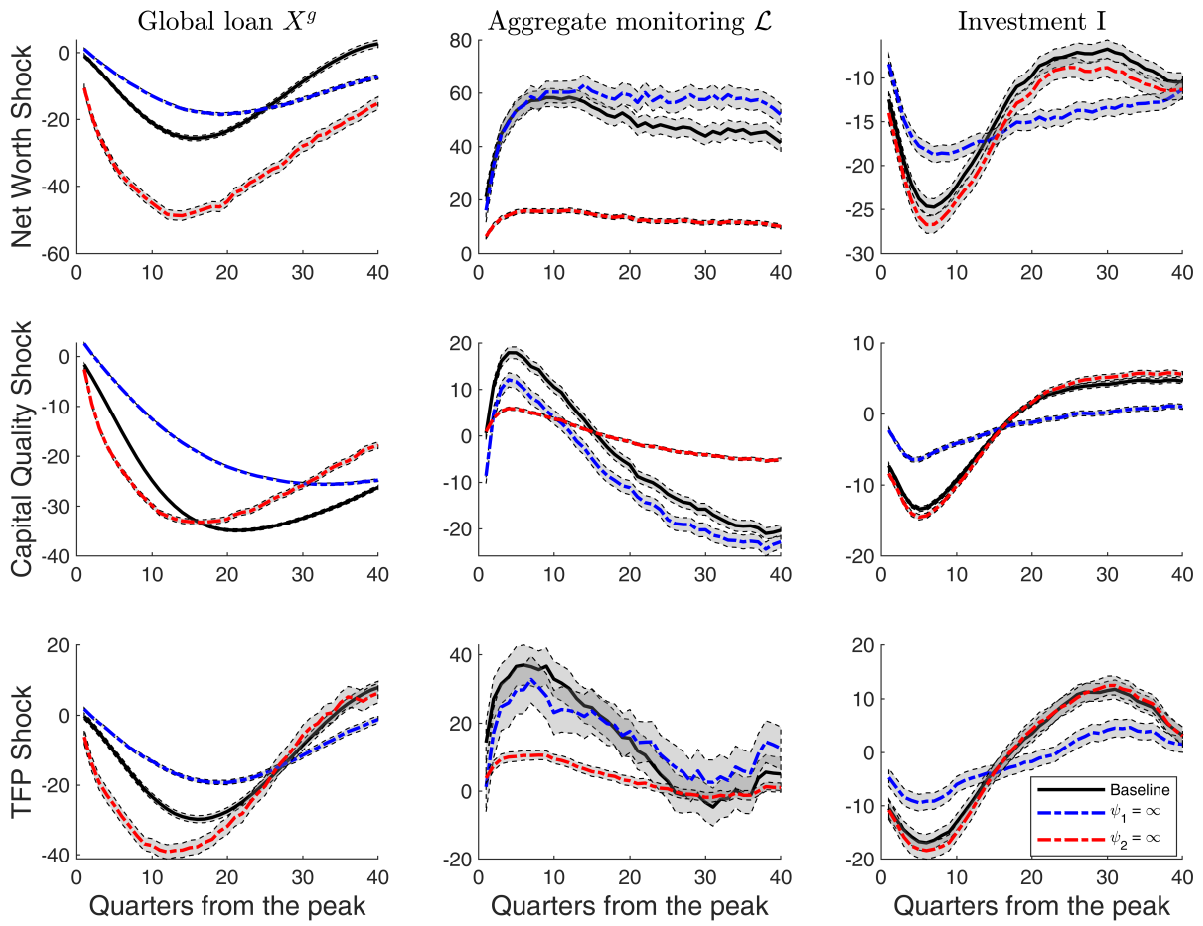 Global loan X^g
Aggregate monitoring ℒ
Investment I
Net Worth Shock
0
-20
-40
-60
0 10 20 30 40
80
60
40
20
0
0 10 20 30 40
-10
-15
-20
-25
-30
0 10 20 30 40
Capital Quality Shock
0
-10
-20
-30
-40
0 10 20 30 40
20
10
0
-10
-20
0 10 20 30 40
10
0
-10
-20
0 10 20 30 40
TFP Shock
20
0
-20
-40
0 10 20 30 40
Quarters from the peak
40
20
0
-20
0 10 20 30 40
Quarters from the peak
20
10
0
-10
-20
0 10 20 30 40
Quarters from the peak
Baseline
ψ₁ = ∞
ψ₂ = ∞